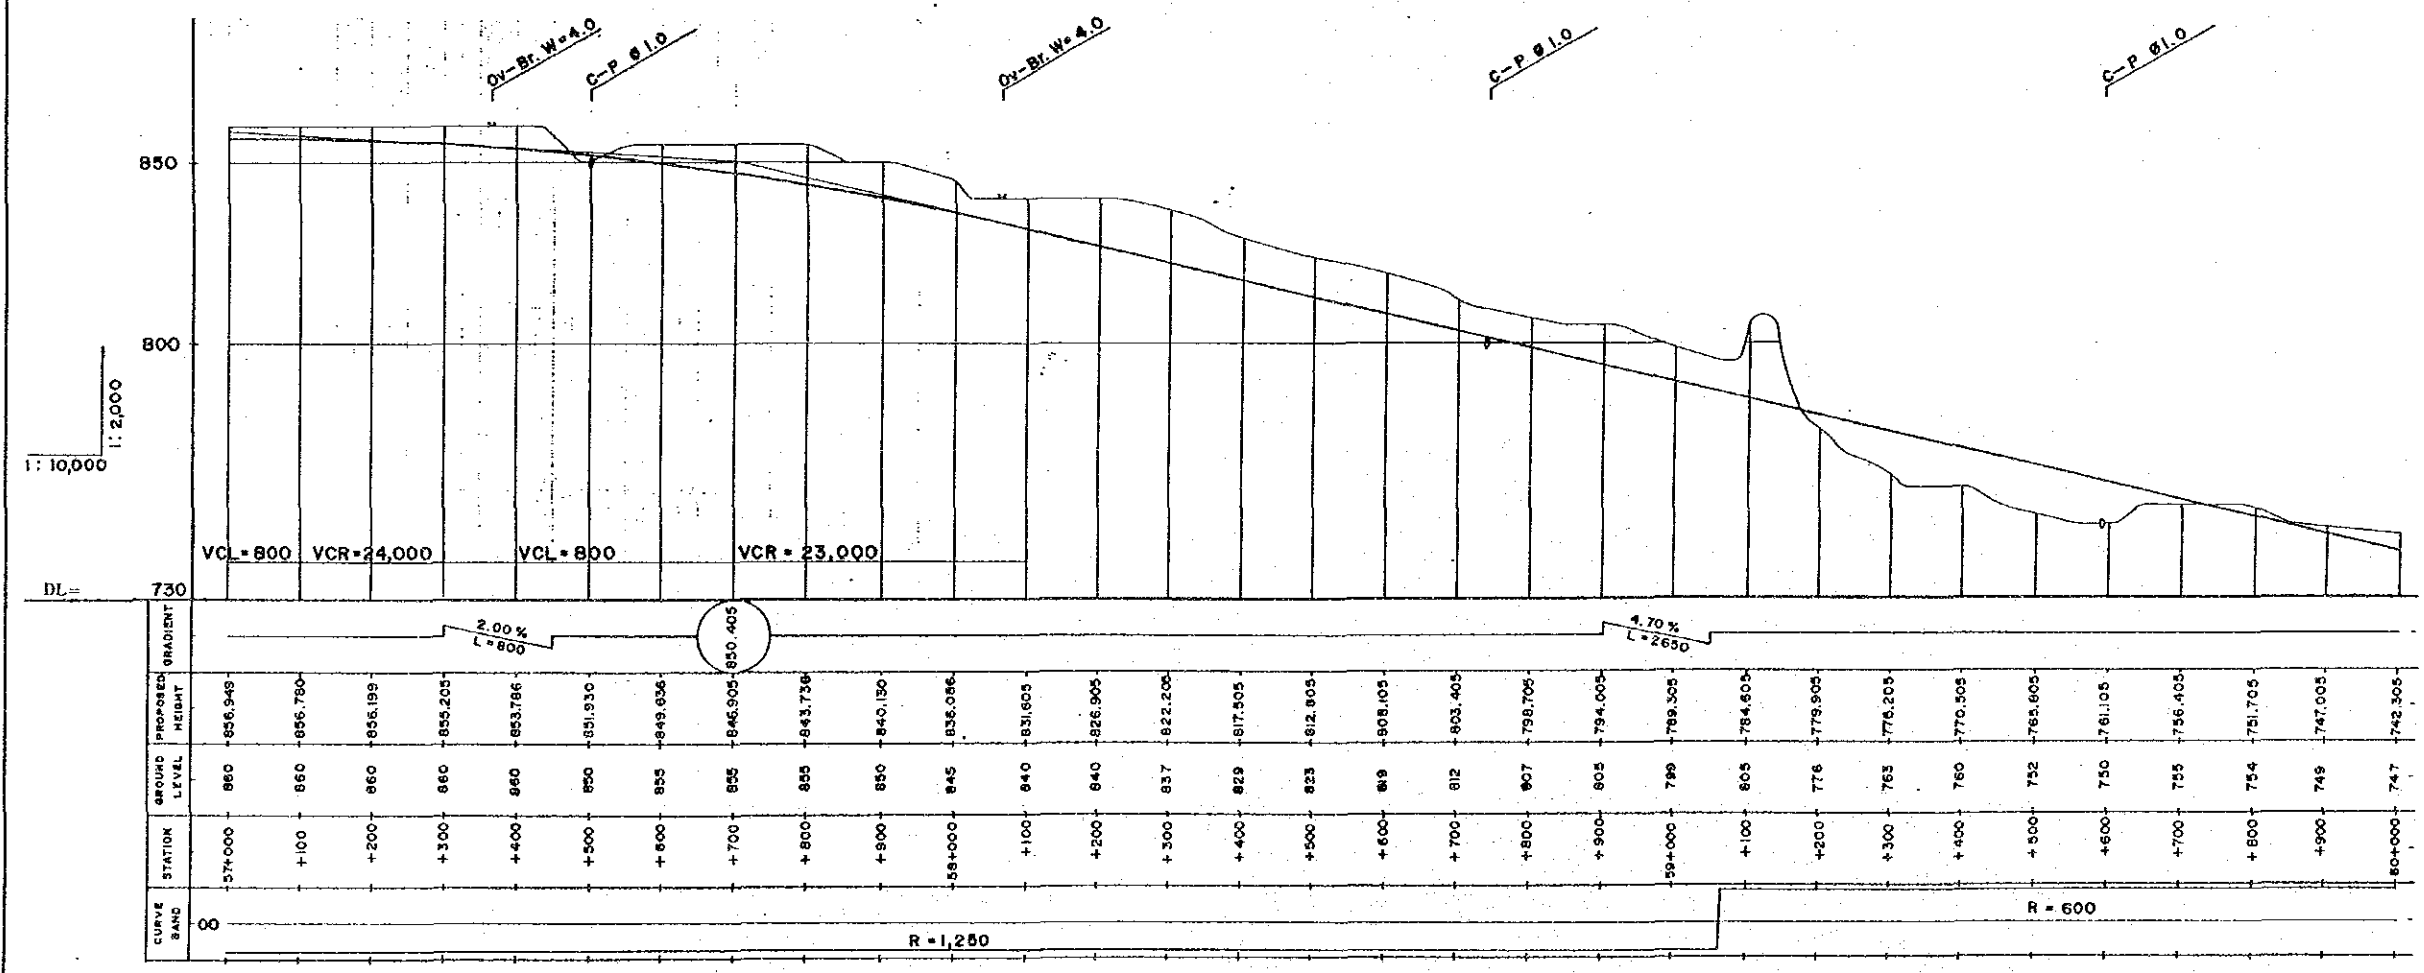 Ov-Br. W=4.0
C-P Ø1.0
Ov-Br. W=4.0
C-P Ø1.0
C-P Ø1.0
850
800
1:2,000
1:10,000
VCL=800 VCR=24,000 VCL=800 VCR=23,000
DL= 730
GRADIENT
2.00% L=800 850.405 4.70% L=2650
PROPOSED HEIGHT
856.949 856.780 856.199 855.205 853.786 851.930 849.636 846.905 843.736 840.130 836.086 831.605 826.905 822.205 817.505 812.805 808.105 803.405 798.705 794.005 789.305 784.605 779.905 775.205 770.505 765.805 761.105 756.405 751.705 747.005 742.305
GROUND LEVEL
860 860 860 860 860 850 855 855 855 850 845 840 840 837 829 823 819 812 807 805 799 805 776 763 760 752 750 755 754 749 747
STATION
57+000 +100 +200 +300 +400 +500 +600 +700 +800 +900 58+000 +100 +200 +300 +400 +500 +600 +700 +800 +900 59+000 +100 +200 +300 +400 +500 +600 +700 +800 +900 60+000
CURVE BAND
00
R=1,250
R=600